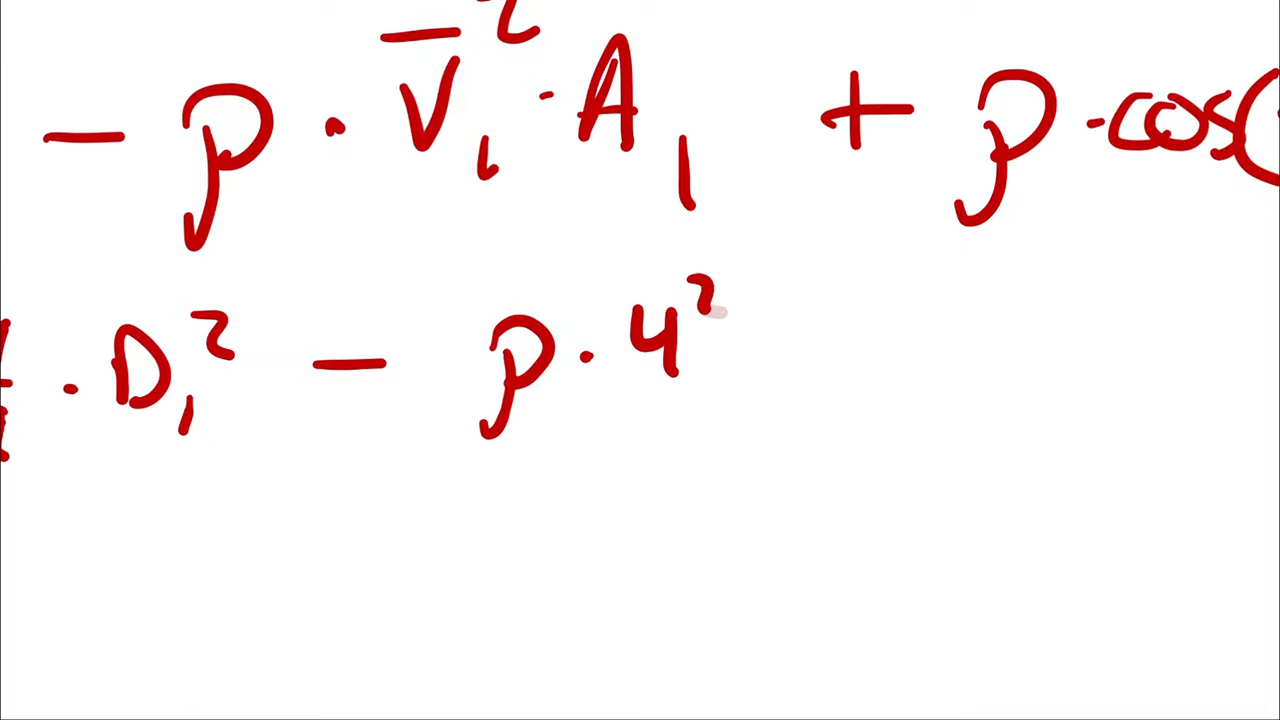 - ρ · V̅₁² · A₁ + ρ · cos(
· D₁² - ρ · 4²